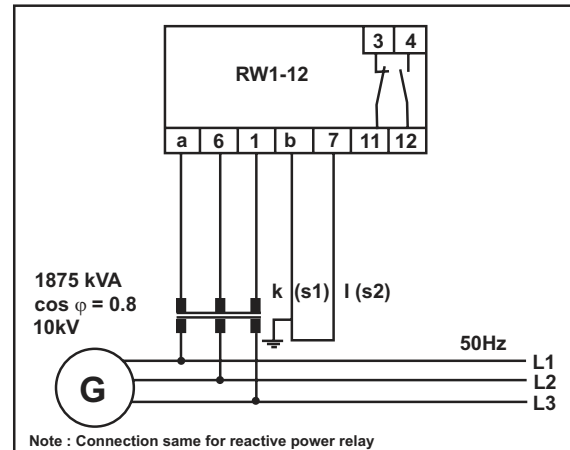 3 4
RW1-12
a 6 1 b 7 11 12
k (s1) l (s2)
1875 kVA
cos φ = 0.8
10kV
50Hz
L1
L2
L3
G
Note : Connection same for reactive power relay